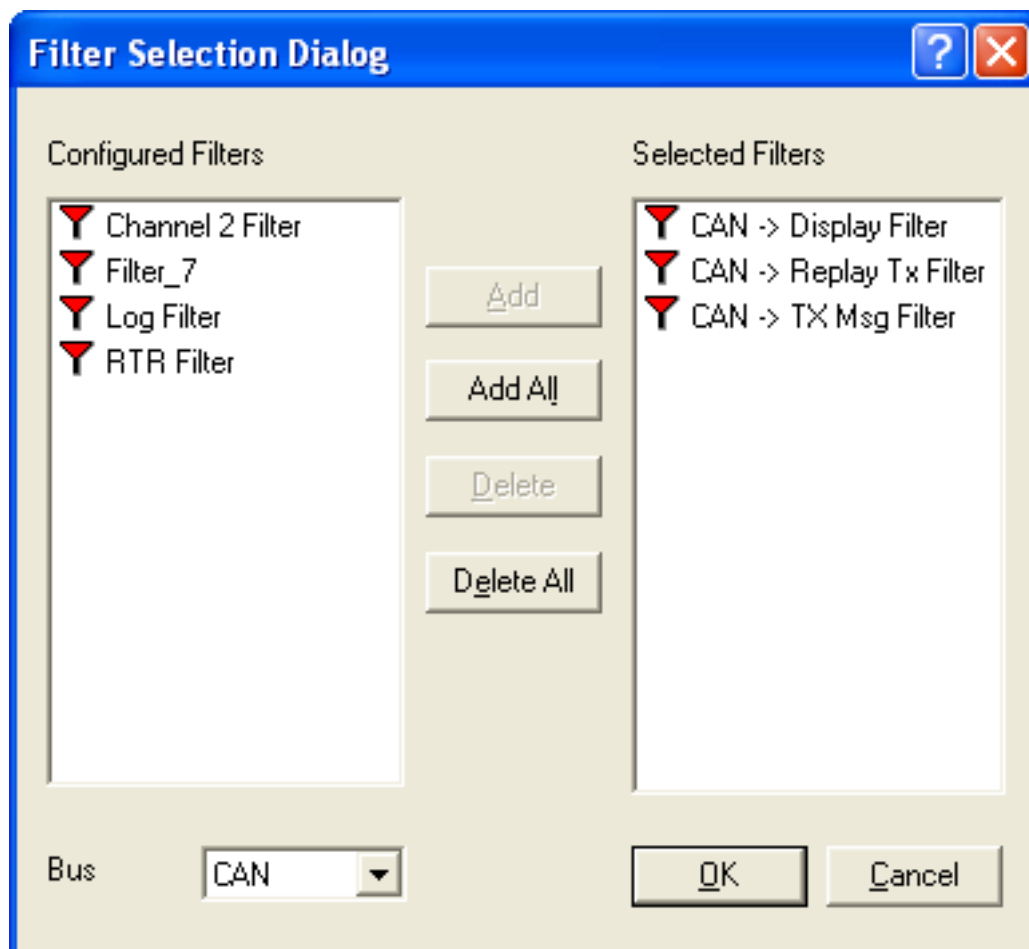 Filter Selection Dialog
Configured Filters
Channel 2 Filter
Filter_7
Log Filter
RTR Filter
Add
Add All
Delete
Delete All
Selected Filters
CAN -> Display Filter
CAN -> Replay Tx Filter
CAN -> TX Msg Filter
Bus
CAN
OK
Cancel